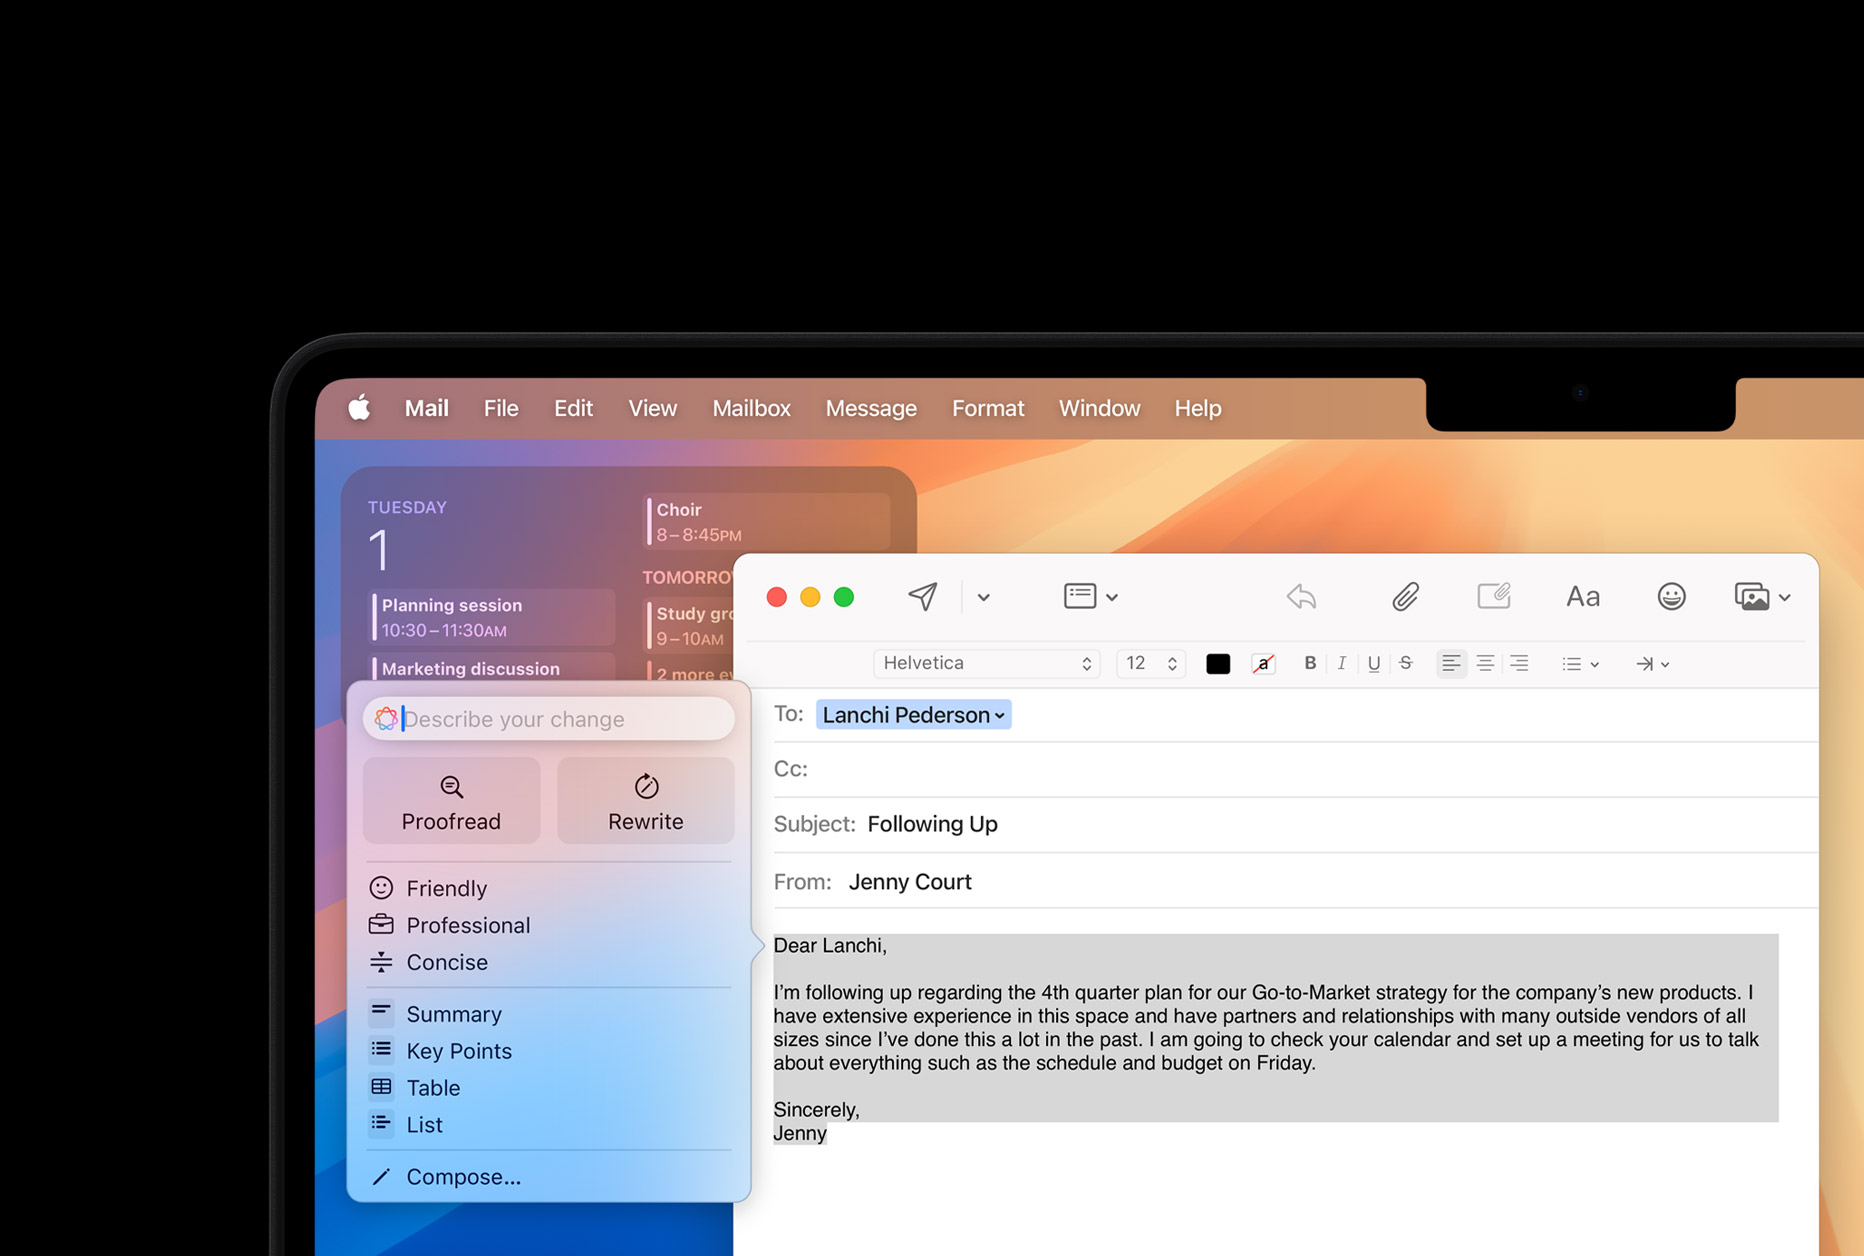 Mail File Edit View Mailbox Message Format Window Help
TUESDAY
1
Planning session
10:30–11:30AM
Marketing discussion
Choir
8–8:45PM
TOMORRO
Study gr
9–10AM
2 more e
Describe your change
Proofread
Rewrite
Friendly
Professional
Concise
Summary
Key Points
Table
List
Compose...
Aa
Helvetica 12 a B I U S
To: Lanchi Pederson
Cc:
Subject: Following Up
From: Jenny Court
Dear Lanchi,
I’m following up regarding the 4th quarter plan for our Go-to-Market strategy for the company’s new products. I
have extensive experience in this space and have partners and relationships with many outside vendors of all
sizes since I’ve done this a lot in the past. I am going to check your calendar and set up a meeting for us to talk
about everything such as the schedule and budget on Friday.
Sincerely,
Jenny